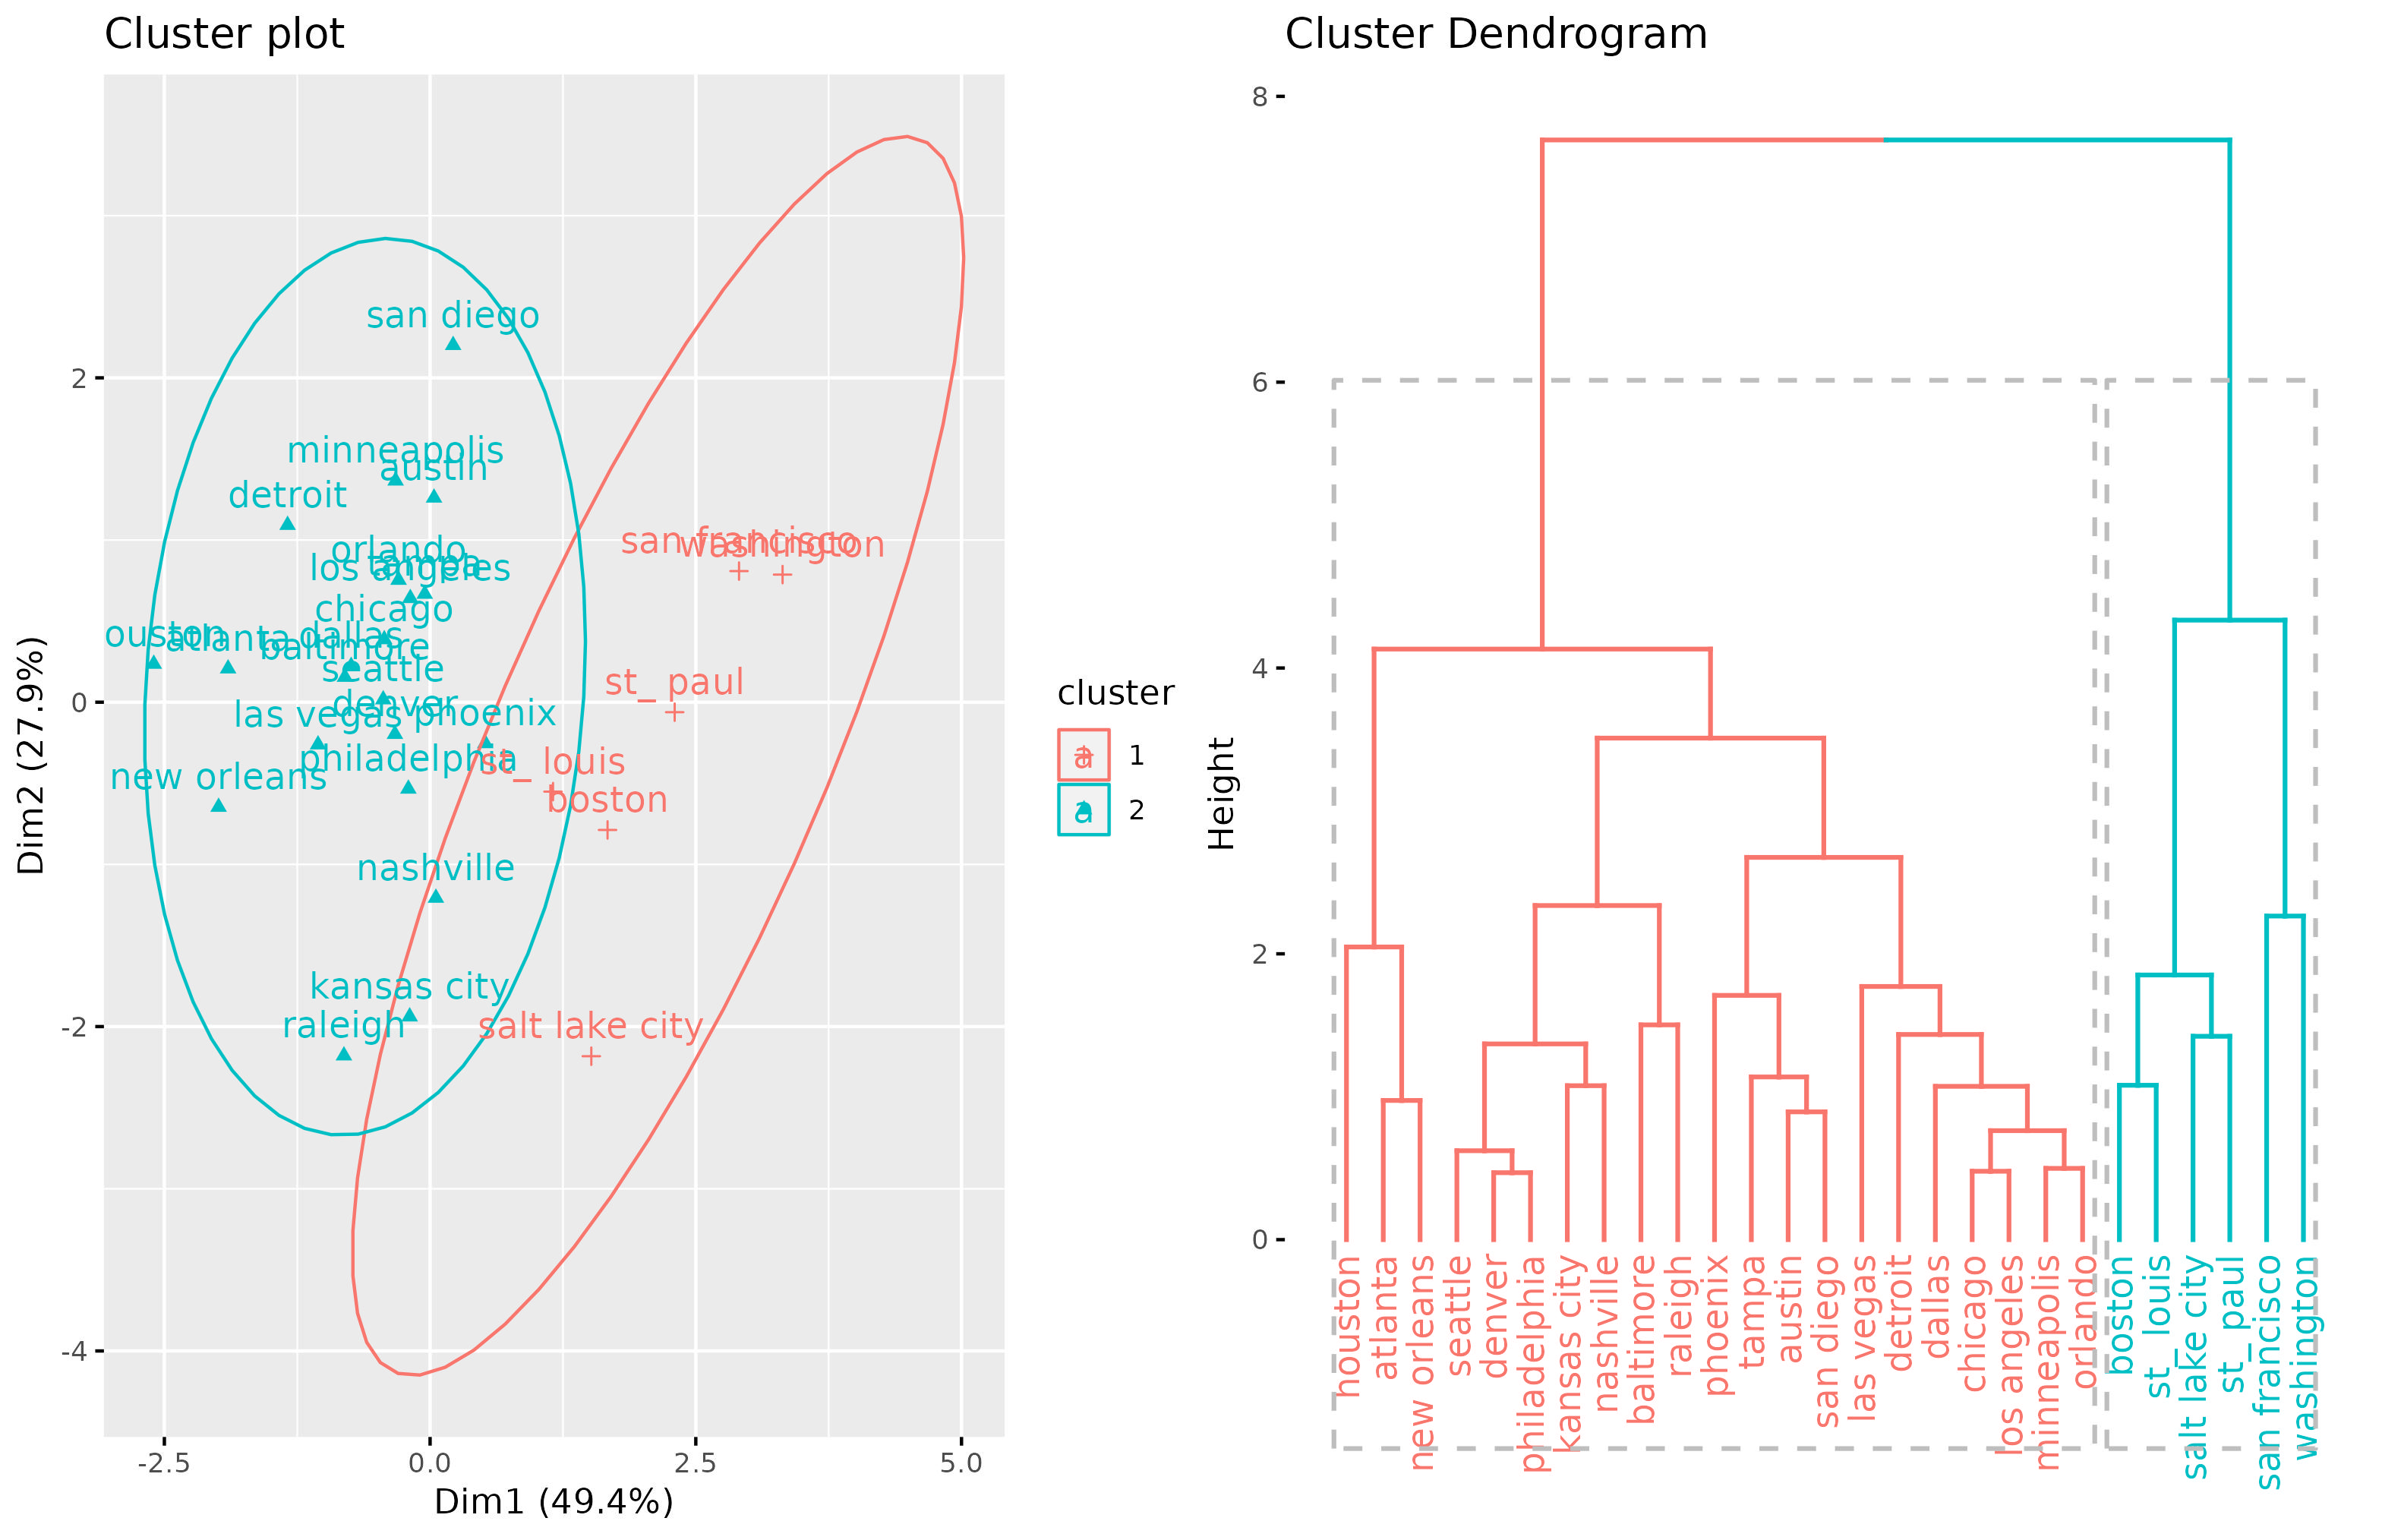 Cluster plot
san diego
minneapolis
austin
detroit
orlando
tampa
los angeles
chicago
ouston
atlanta
dallas
baltimore
seattle
denver
las vegas
phoenix
philadelphia
new orleans
nashville
kansas city
raleigh
san francisco
washington
st_ paul
st_ louis
boston
salt lake city
2
0
-2
-4
-2.5
0.0
2.5
5.0
Dim1 (49.4%)
Dim2 (27.9%)
cluster
a 1
a 2
Cluster Dendrogram
Height
8
6
4
2
0
houston
atlanta
new orleans
seattle
denver
philadelphia
kansas city
nashville
baltimore
raleigh
phoenix
tampa
austin
san diego
las vegas
detroit
dallas
chicago
los angeles
minneapolis
orlando
boston
st_ louis
salt lake city
st_ paul
san francisco
washington